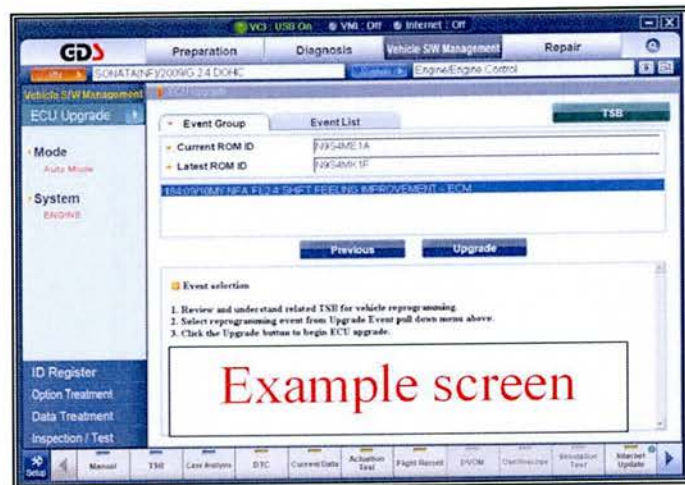 VCI : USB On VMI : Off Internet : Off
GDS
Preparation Diagnosis Vehicle S/W Management Repair
VIN SONATA(NF)/2009/G 2.4 DOHC System Engine/Engine Control
Vehicle S/W Management
ECU Upgrade
ECU Upgrade
TSB
Event Group Event List
Mode
Auto Mode
Current ROM ID
Latest ROM ID
System
ENGINE
Previous Upgrade
Event selection
1. Review and understand related TSB for vehicle reprogramming.
2. Select reprogramming event from Upgrade Event pull down menu above.
3. Click the Upgrade button to begin ECU upgrade.
Example screen
ID Register
Option Treatment
Data Treatment
Inspection / Test
Setup Manual TSB Case Analysis DTC Current Data Actuation Test Flight Record DVOM Oscilloscope Simulation Test Internet Update